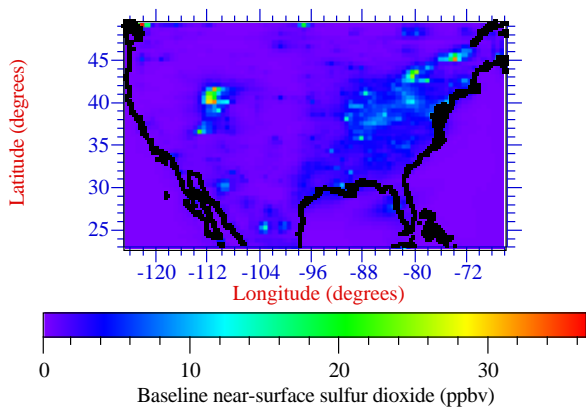 Latitude (degrees)
45
40
35
30
25
-120 -112 -104 -96 -88 -80 -72
Longitude (degrees)
0 10 20 30
Baseline near-surface sulfur dioxide (ppbv)